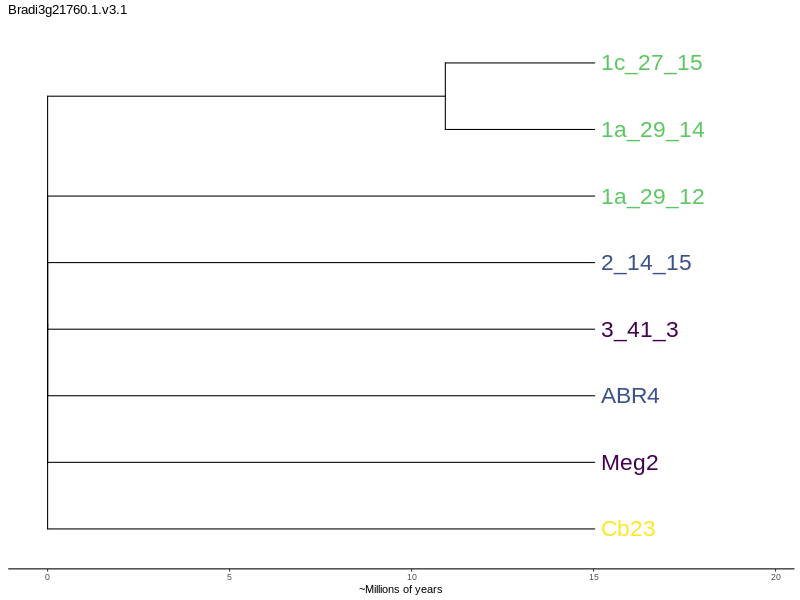 Bradi3g21760.1.v3.1
1c_27_15
1a_29_14
1a_29_12
2_14_15
3_41_3
ABR4
Meg2
Cb23
0 5 10 15 20
~Millions of years